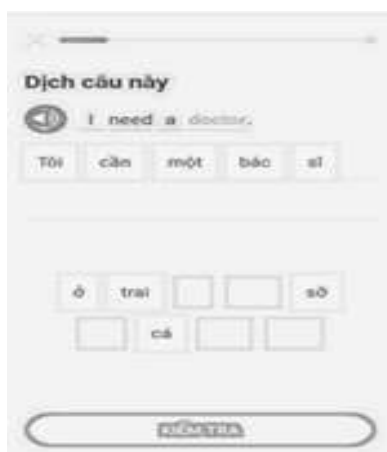 Dịch câu này
I need a doctor.
Tôi cần một bác sĩ
ở trai sở
cá
KIỂM TRA